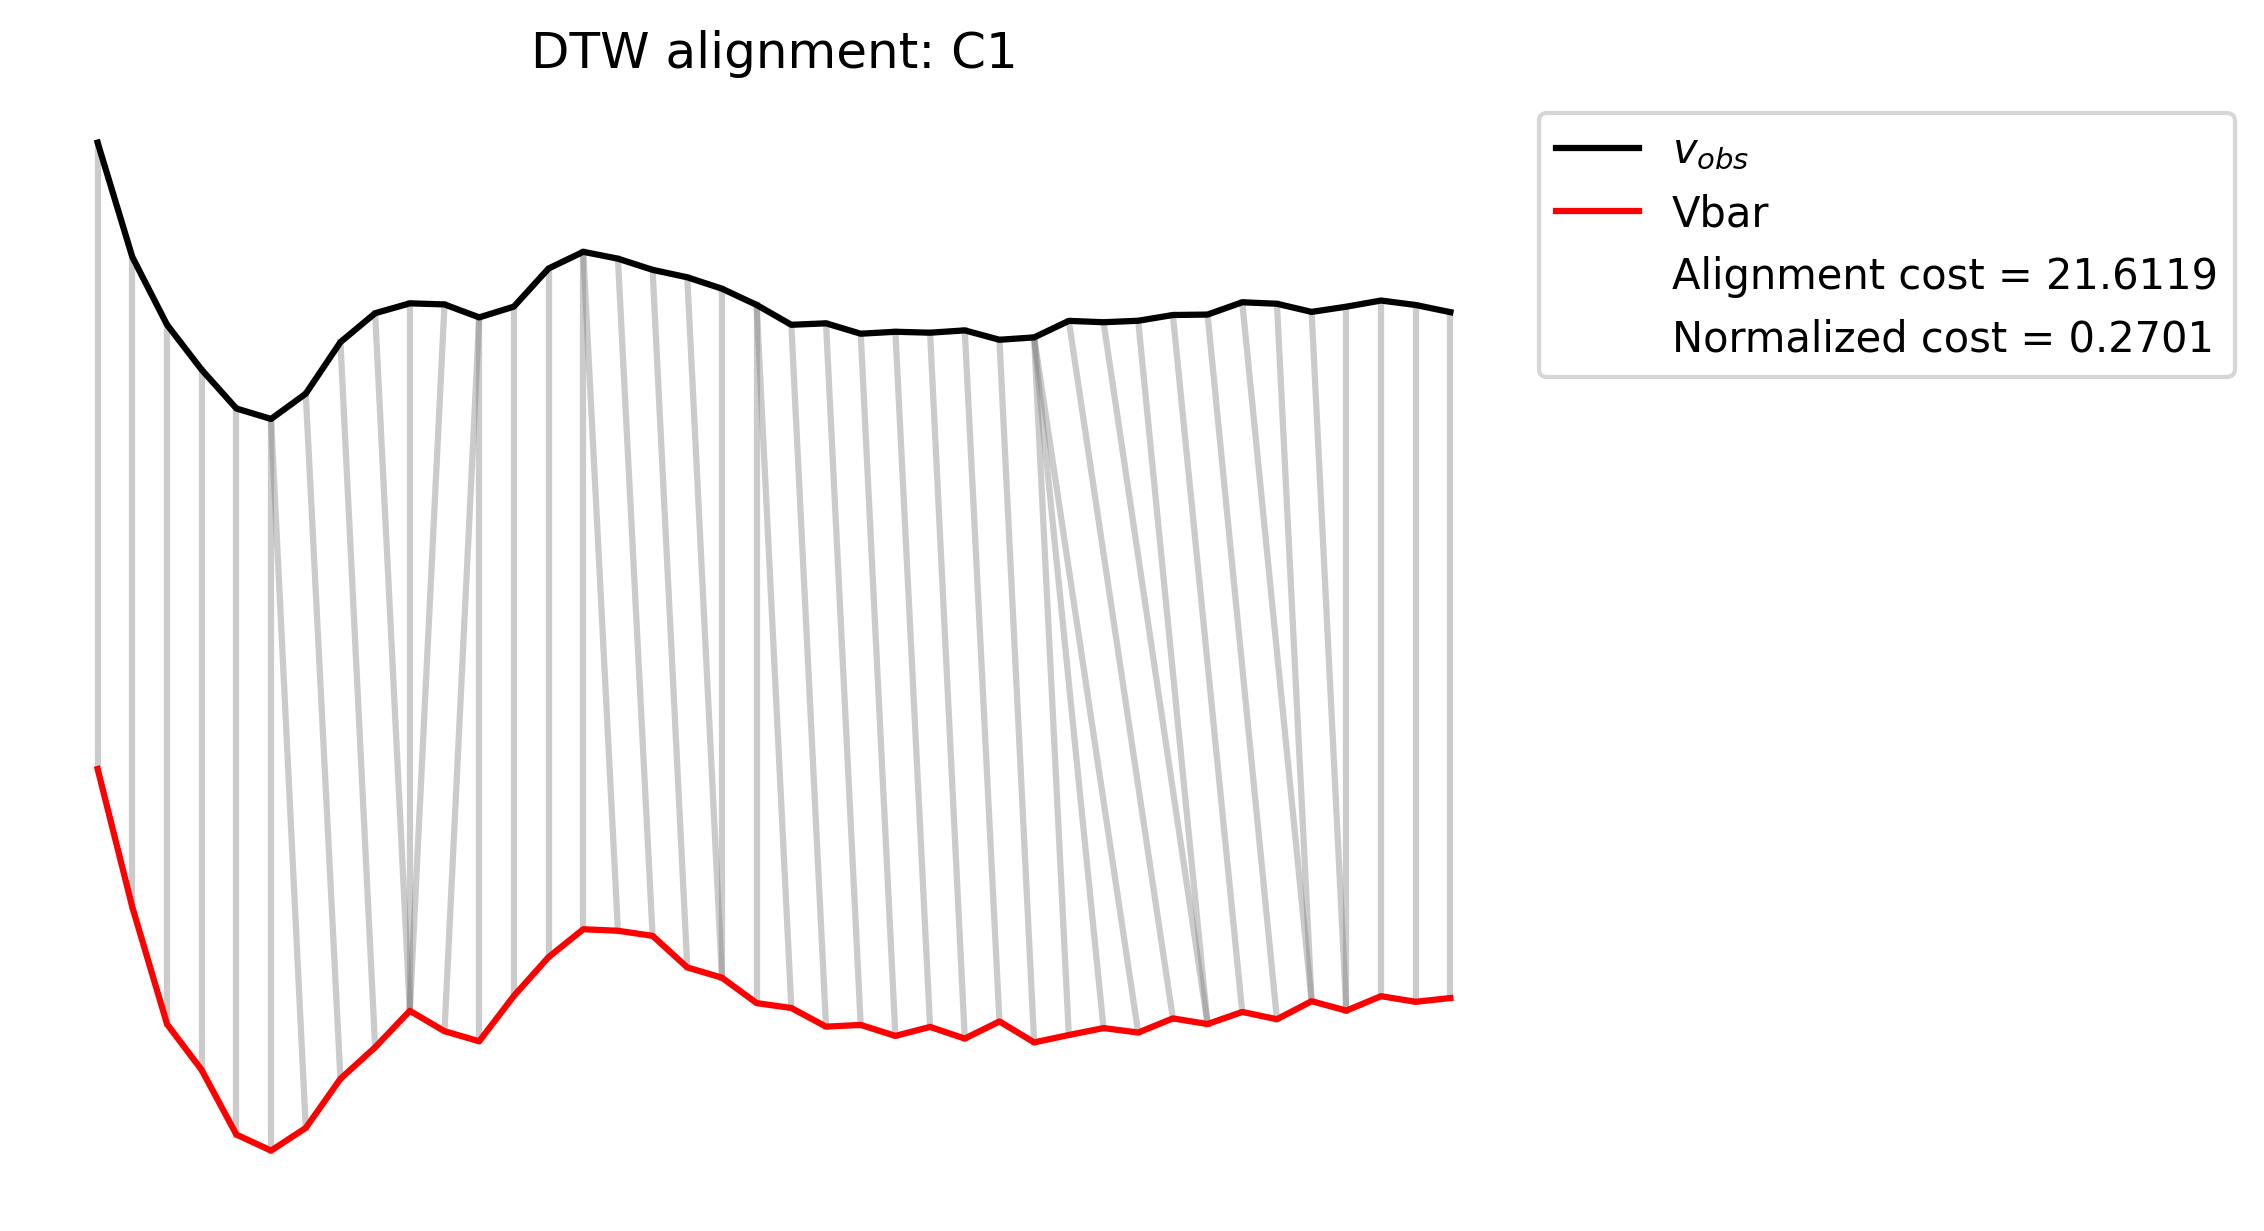 DTW alignment: C1
v_obs
Vbar
Alignment cost = 21.6119
Normalized cost = 0.2701